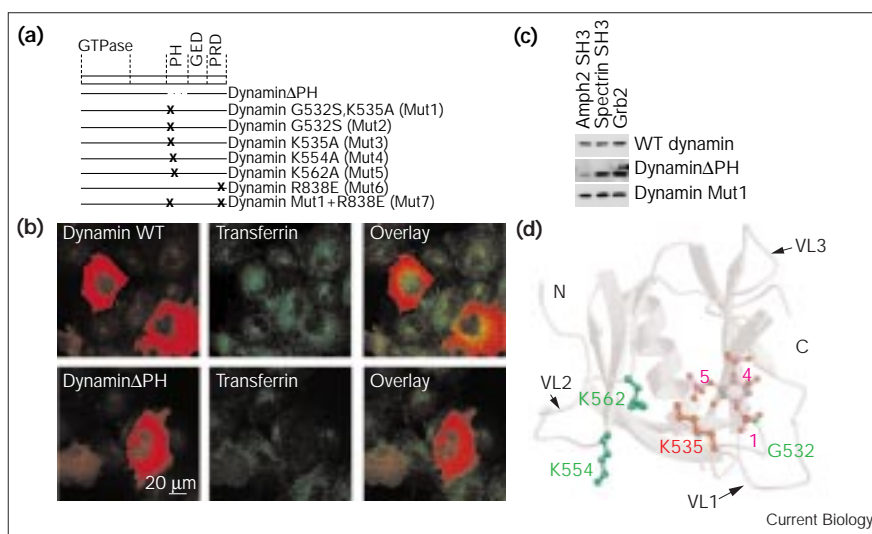 (a)
GTPase
PH
GED
PRD
DynaminΔPH
x Dynamin G532S,K535A (Mut1)
x Dynamin G532S (Mut2)
x Dynamin K535A (Mut3)
x Dynamin K554A (Mut4)
x Dynamin K562A (Mut5)
x Dynamin R838E (Mut6)
x x Dynamin Mut1+R838E (Mut7)
(b)
Dynamin WT
Transferrin
Overlay
DynaminΔPH
Transferrin
Overlay
20 μm
(c)
Amph2 SH3
Spectrin SH3
Grb2
WT dynamin
DynaminΔPH
Dynamin Mut1
(d)
VL3
N
C
5
4
VL2
K562
K535
1
G532
K554
VL1
Current Biology